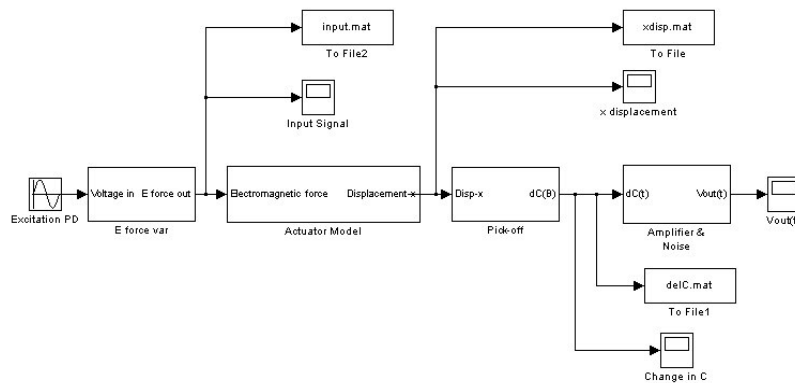 input.mat
To File2
Input Signal
xdisp.mat
To File
x displacement
Excitation PD
Voltage in E force out
E force var
Electromagnetic force Displacement-x
Actuator Model
Disp-x dC(B)
Pick-off
dC(t) Vout(t)
Amplifier &
Noise
Vout(t
delC.mat
To File1
Change in C